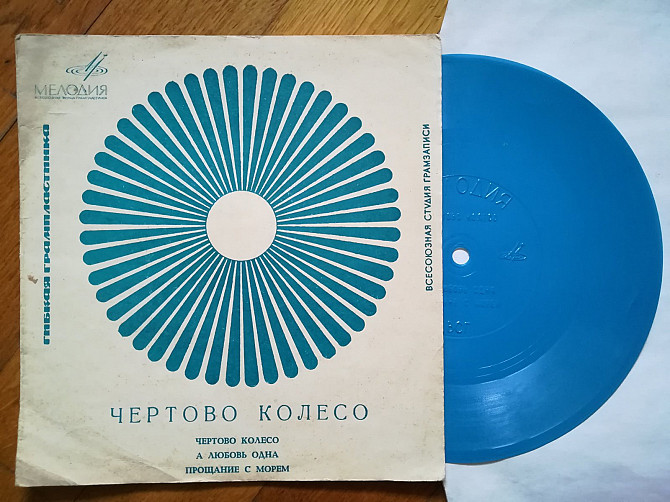 МЕЛОДИЯ
ГИБКАЯ ГРАМПЛАСТИНКА
ВСЕСОЮЗНАЯ СТУДИЯ ГРАМЗАПИСИ
ЧЕРТОВО КОЛЕСО
ЧЕРТОВО КОЛЕСО
А ЛЮБОВЬ ОДНА
ПРОЩАНИЕ С МОРЕМ